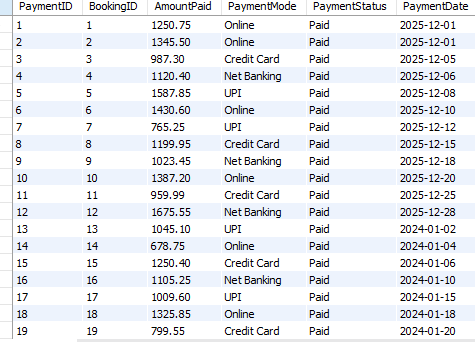 PaymentID BookingID AmountPaid PaymentMode PaymentStatus PaymentDate
1 1 1250.75 Online Paid 2025-12-01
2 2 1345.50 Online Paid 2025-12-01
3 3 987.30 Credit Card Paid 2025-12-05
4 4 1120.40 Net Banking Paid 2025-12-06
5 5 1587.85 UPI Paid 2025-12-08
6 6 1430.60 Online Paid 2025-12-10
7 7 765.25 UPI Paid 2025-12-12
8 8 1199.95 Credit Card Paid 2025-12-15
9 9 1023.45 Net Banking Paid 2025-12-18
10 10 1387.20 Online Paid 2025-12-20
11 11 959.99 Credit Card Paid 2025-12-25
12 12 1675.55 Net Banking Paid 2025-12-28
13 13 1045.10 UPI Paid 2024-01-02
14 14 678.75 Online Paid 2024-01-04
15 15 1250.40 Credit Card Paid 2024-01-06
16 16 1105.25 Net Banking Paid 2024-01-10
17 17 1009.60 UPI Paid 2024-01-15
18 18 1325.85 Online Paid 2024-01-18
19 19 799.55 Credit Card Paid 2024-01-20